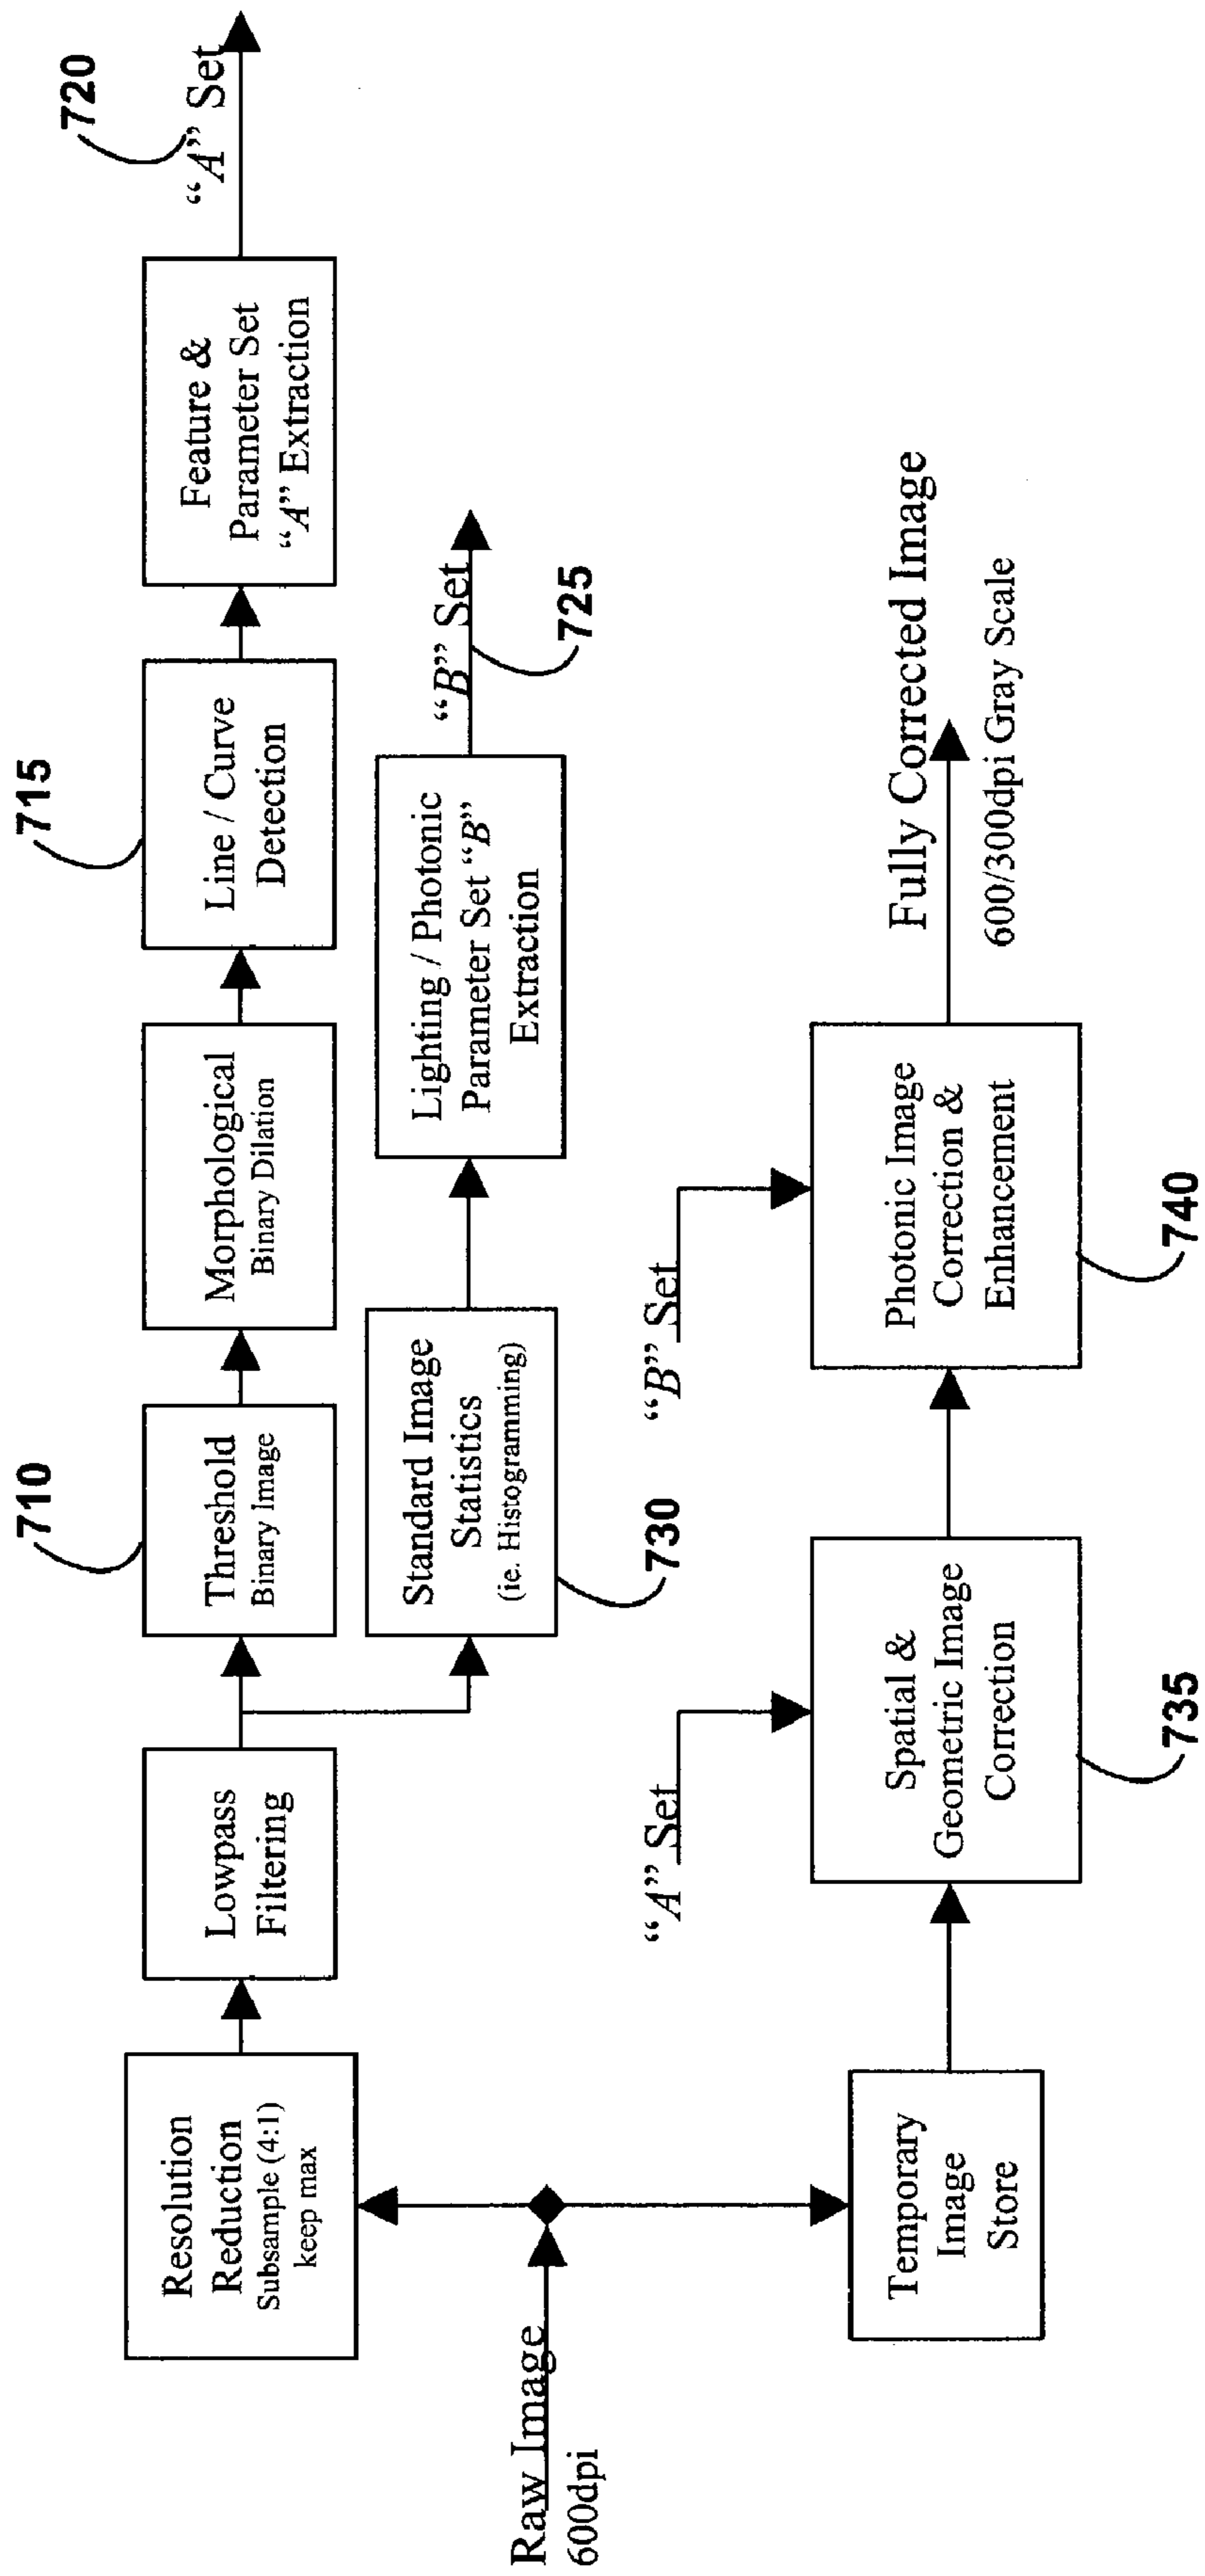 720
"A" Set
715
Feature &
Parameter Set
"A" Extraction
Line / Curve
Detection
710
Morphological
Binary Dilation
Threshold
Binary Image
Lowpass
Filtering
Resolution
Reduction
Subsample (4:1)
keep max
"B" Set
725
Lighting / Photonic
Parameter Set "B"
Extraction
Standard Image
Statistics
(ie. Histogramming)
730
Raw Image
600dpi
"A" Set
"B" Set
Temporary
Image
Store
Spatial &
Geometric Image
Correction
735
Photonic Image
Correction &
Enhancement
740
Fully Corrected Image
600/300dpi Gray Scale